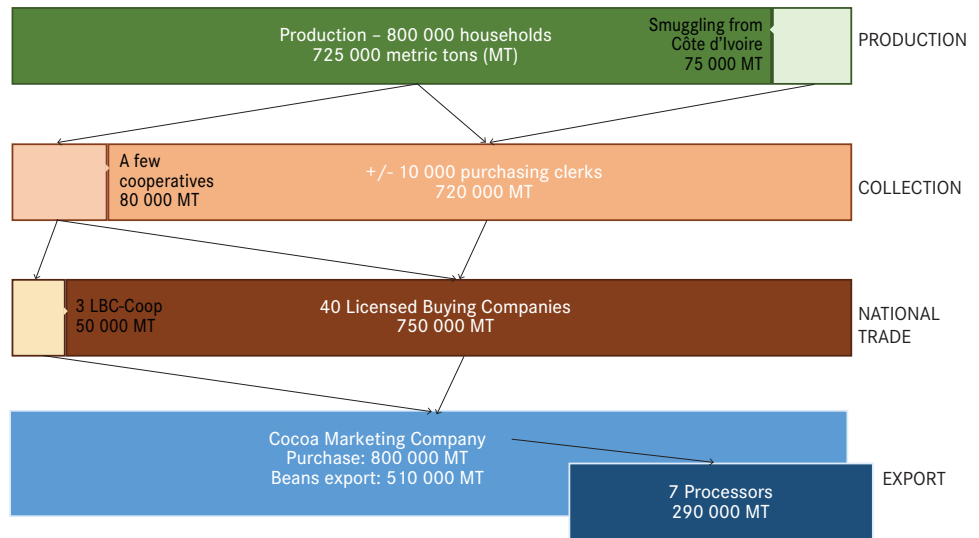 Production – 800 000 households
725 000 metric tons (MT)
Smuggling from
Côte d'Ivoire
75 000 MT
PRODUCTION
A few
cooperatives
80 000 MT
+/- 10 000 purchasing clerks
720 000 MT
COLLECTION
3 LBC-Coop
50 000 MT
40 Licensed Buying Companies
750 000 MT
NATIONAL
TRADE
Cocoa Marketing Company
Purchase: 800 000 MT
Beans export: 510 000 MT
7 Processors
290 000 MT
EXPORT